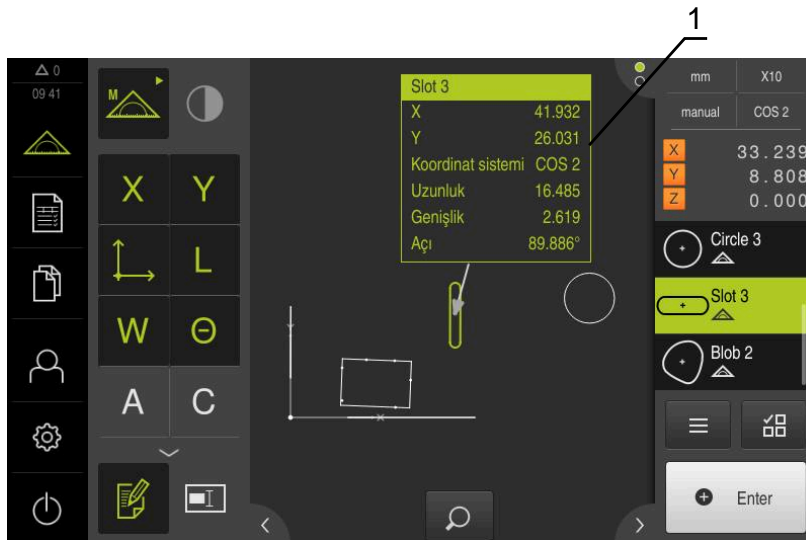 1
0
09 41
M
X Y
L
W Θ
A C
Slot 3
X 41.932
Y 26.031
Koordinat sistemi COS 2
Uzunluk 16.485
Genişlik 2.619
Açı 89.886°
mm X10
manual COS 2
X 33.239
Y 8.808
Z 0.000
Circle 3
Slot 3
Blob 2
Enter